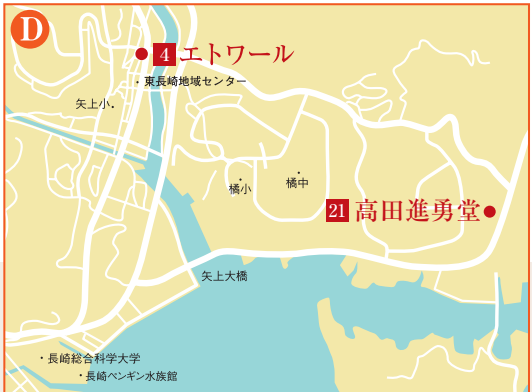 D
4 エトワール
東長崎地域センター
矢上小
橘小
橘中
21 高田進勇堂
矢上大橋
長崎総合科学大学
長崎ペンギン水族館